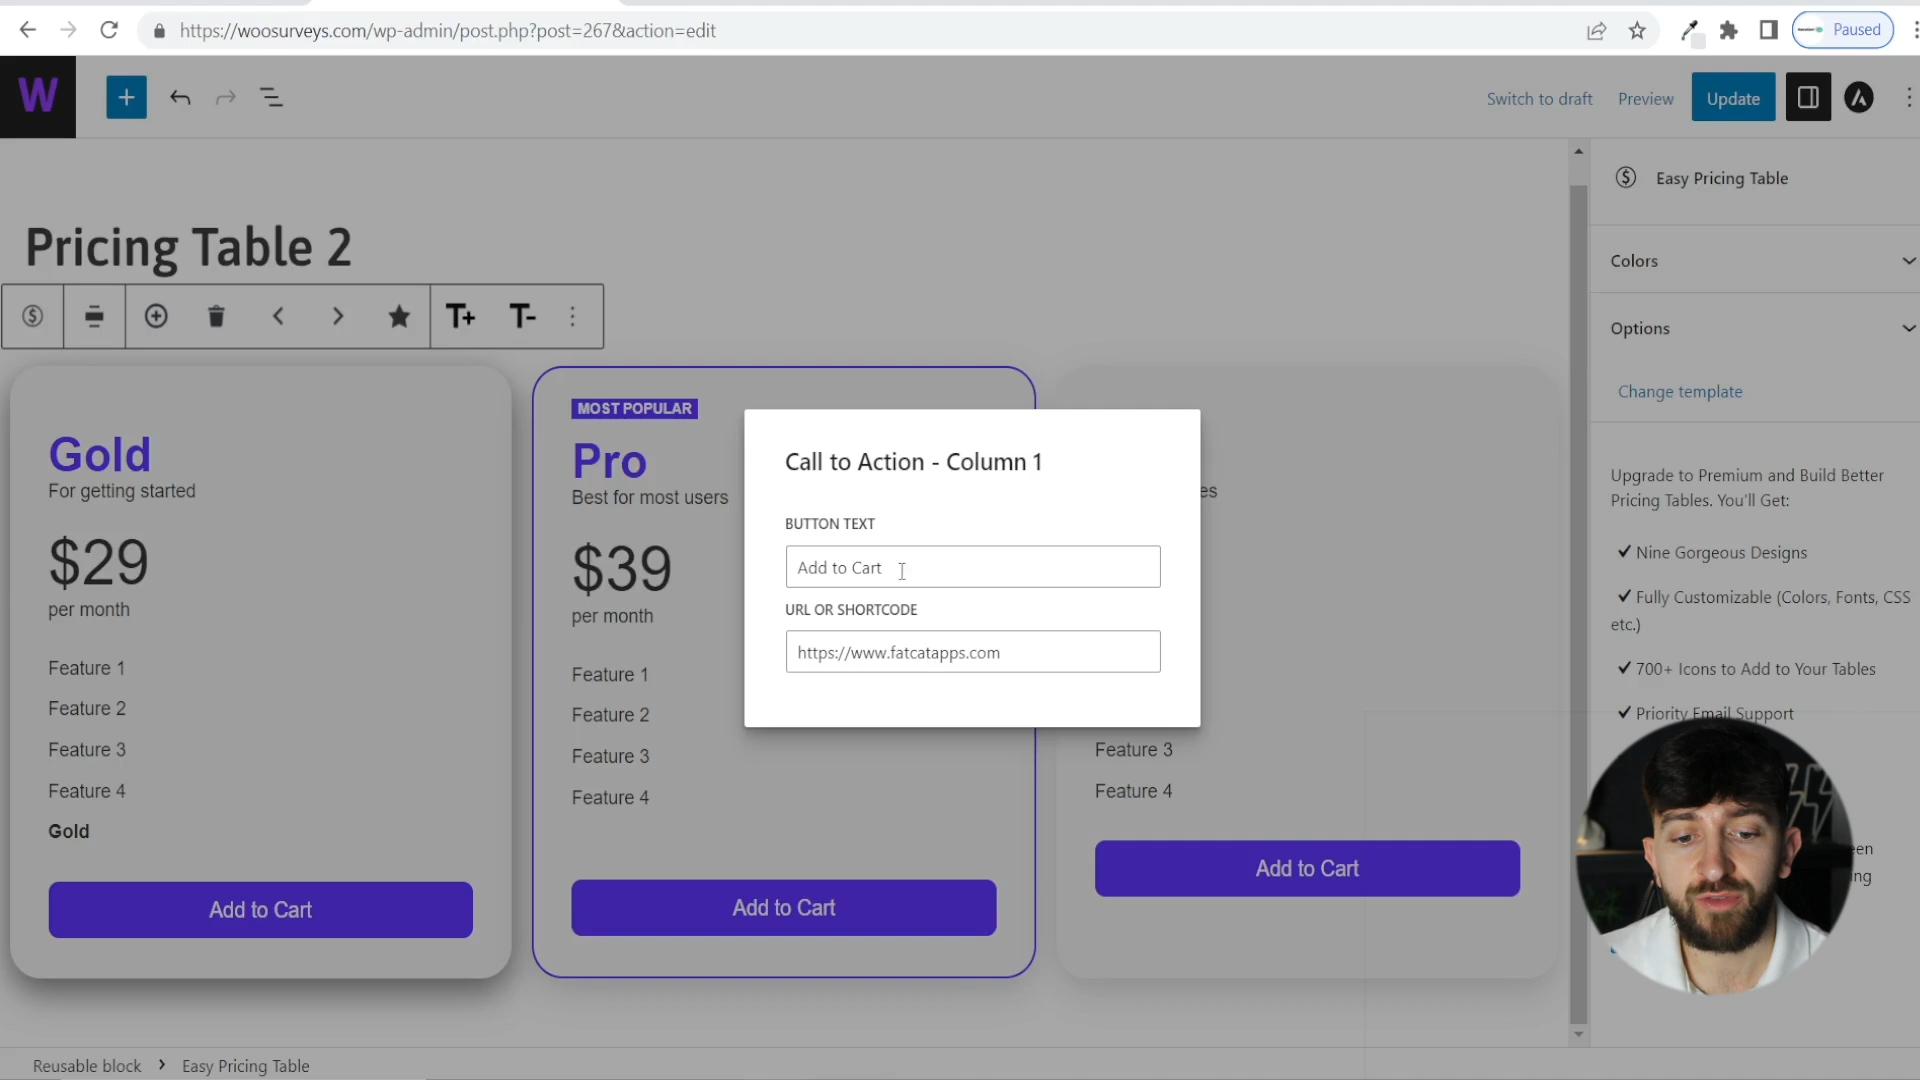 https://woosurveys.com/wp-admin/post.php?post=267&action=edit
Paused
W
Switch to draft
Preview
Update
Easy Pricing Table
Colors
Options
Change template
Upgrade to Premium and Build Better
Pricing Tables. You'll Get:
✔ Nine Gorgeous Designs
✔ Fully Customizable (Colors, Fonts, CSS
etc.)
✔ 700+ Icons to Add to Your Tables
✔ Priority Email Support
Pricing Table 2
T+
T-
Gold
For getting started
$29
per month
Feature 1
Feature 2
Feature 3
Feature 4
Gold
Add to Cart
MOST POPULAR
Pro
Best for most users
$39
per month
Feature 1
Feature 2
Feature 3
Feature 4
Add to Cart
Call to Action - Column 1
BUTTON TEXT
Add to Cart
URL OR SHORTCODE
https://www.fatcatapps.com
Feature 3
Feature 4
Add to Cart
Reusable block > Easy Pricing Table